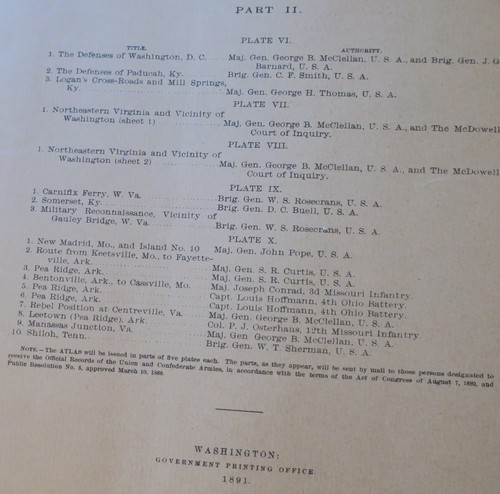 PART II.
PLATE VI.
TITLE. AUTHORITY.
1. The Defenses of Washington, D. C. Maj. Gen. George B. McClellan, U. S. A., and Brig. Gen. J. G
Barnard, U. S. A.
2. The Defenses of Paducah, Ky. Brig. Gen. C. F. Smith, U. S. A.
3. Logan's Cross-Roads and Mill Springs,
Ky. Maj. Gen. George H. Thomas, U. S. A.
PLATE VII.
1. Northeastern Virginia and Vicinity of
Washington (sheet 1) Maj. Gen. George B. McClellan, U. S. A., and The McDowell
Court of Inquiry.
PLATE VIII.
1. Northeastern Virginia and Vicinity of
Washington (sheet 2) Maj. Gen. George B. McClellan, U. S. A., and The McDowell
Court of Inquiry.
PLATE IX.
1. Carnifix Ferry, W. Va. Brig. Gen. W. S. Rosecrans, U. S. A.
2. Somerset, Ky. Brig. Gen. D. C. Buell, U. S. A.
3. Military Reconnaissance, Vicinity of
Gauley Bridge, W. Va. Brig. Gen. W. S. Rosecrans, U. S. A.
PLATE X.
1. New Madrid, Mo., and Island No. 10 Maj. Gen. John Pope, U. S. A.
2. Route from Keetsville, Mo., to Fayette-
ville, Ark. Maj. Gen. S. R. Curtis, U. S. A.
3. Pea Ridge, Ark. Maj. Gen. S. R. Curtis, U. S. A.
4. Bentonville, Ark., to Cassville, Mo. Maj. Joseph Conrad, 3d Missouri Infantry.
5. Pea Ridge, Ark. Capt. Louis Hoffmann, 4th Ohio Battery.
6. Pea Ridge, Ark. Capt. Louis Hoffmann, 4th Ohio Battery.
7. Rebel Position at Centreville, Va. Maj. Gen. George B. McClellan, U. S. A.
8. Leetown (Pea Ridge), Ark. Col. P. J. Osterhaus, 12th Missouri Infantry.
9. Manassas Junction, Va. Maj. Gen. George B. McClellan, U. S. A.
10. Shiloh, Tenn. Brig. Gen. W. T. Sherman, U. S. A.
NOTE.—The ATLAS will be issued in parts of five plates each. The parts, as they appear, will be sent by mail to those persons designated to
receive the Official Records of the Union and Confederate Armies, in accordance with the terms of the Act of Congress of August 7, 1882, and
Public Resolution No. 5, approved March 10, 1888.
WASHINGTON:
GOVERNMENT PRINTING OFFICE.
1891.